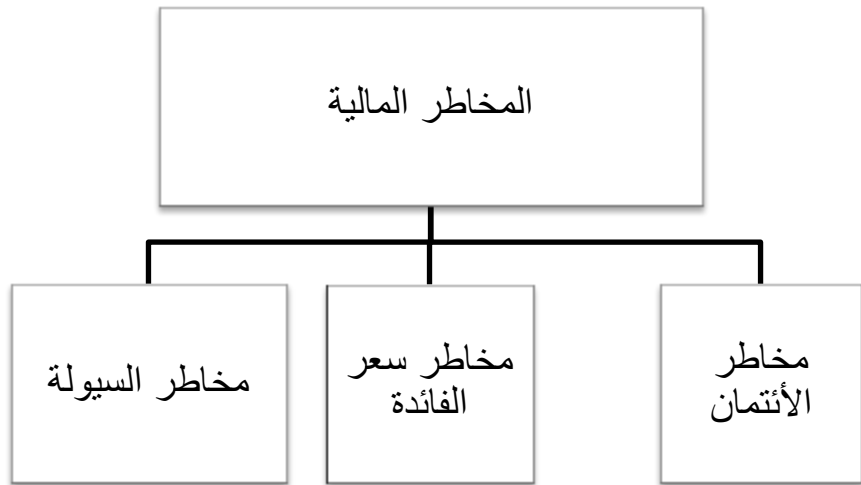 المخاطر المالية
مخاطر
الأئتمان
مخاطر سعر
الفائدة
مخاطر السيولة